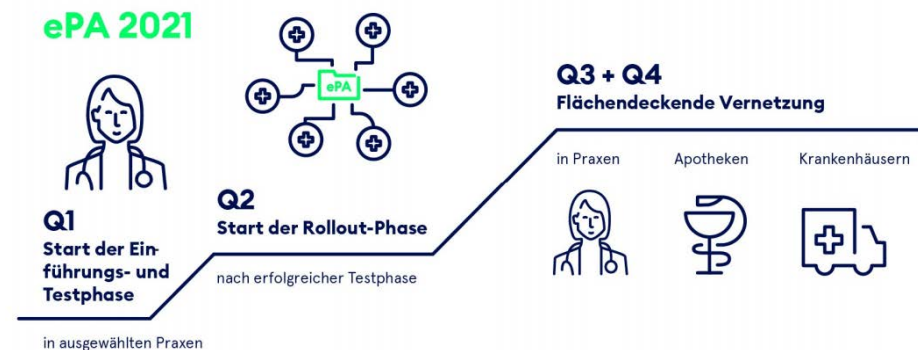 ePA 2021
Q1
Start der Ein-
führungs- und
Testphase
in ausgewählten Praxen
ePA
Q2
Start der Rollout-Phase
nach erfolgreicher Testphase
Q3 + Q4
Flächendeckende Vernetzung
in Praxen
Apotheken
Krankenhäusern